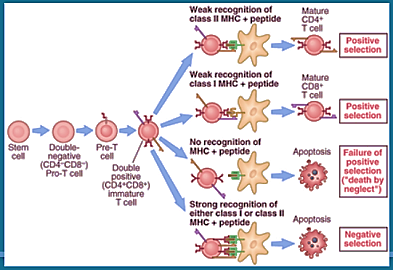 Weak recognition of
class II MHC + peptide
Mature
CD4+
T cell
Positive
selection
Weak recognition of
class I MHC + peptide
Mature
CD8+
T cell
Positive
selection
Stem
cell
Double-
negative
(CD4–CD8–)
Pro-T cell
Pre-T
cell
Double
positive
(CD4+CD8+)
immature
T cell
No recognition of
MHC + peptide
Apoptosis
Failure of
positive
selection
("death by
neglect")
Strong recognition of
either class I or class II
MHC + peptide
Apoptosis
Negative
selection